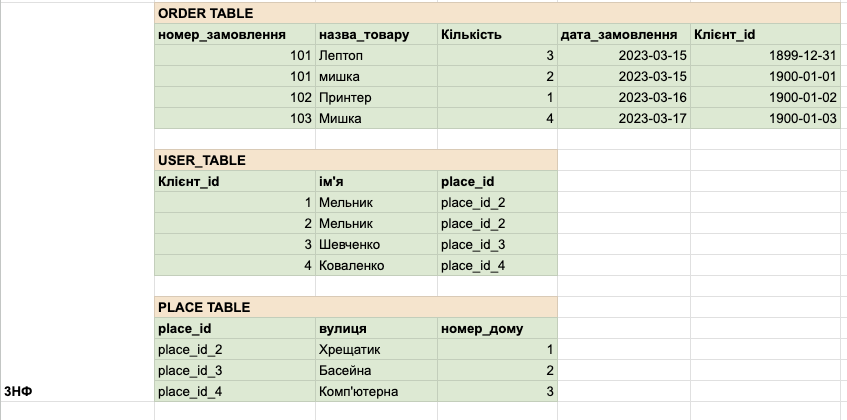 ORDER TABLE
номер_замовлення назва_товару Кількість дата_замовлення Клієнт_id
101 Лептоп 3 2023-03-15 1899-12-31
101 мишка 2 2023-03-15 1900-01-01
102 Принтер 1 2023-03-16 1900-01-02
103 Мишка 4 2023-03-17 1900-01-03
USER_TABLE
Клієнт_id ім'я place_id
1 Мельник place_id_2
2 Мельник place_id_2
3 Шевченко place_id_3
4 Коваленко place_id_4
PLACE TABLE
place_id вулиця номер_дому
place_id_2 Хрещатик 1
place_id_3 Басейна 2
3НФ place_id_4 Комп'ютерна 3